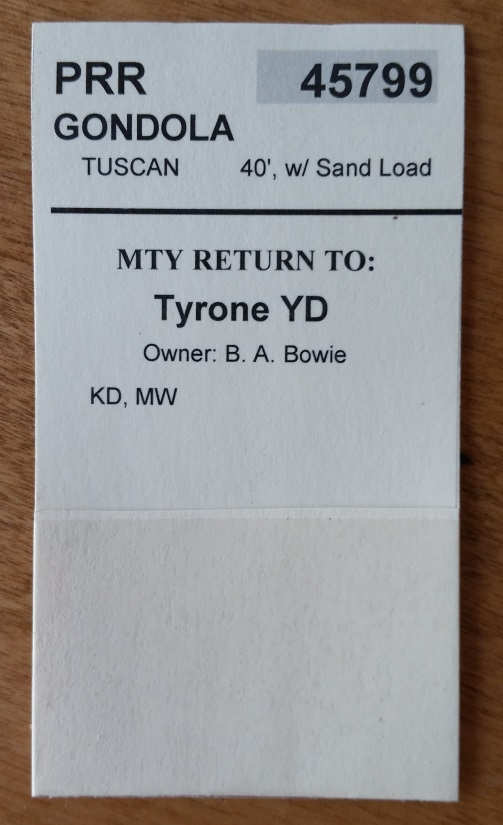 PRR 45799
GONDOLA
TUSCAN 40', w/ Sand Load
MTY RETURN TO:
Tyrone YD
Owner: B. A. Bowie
KD, MW